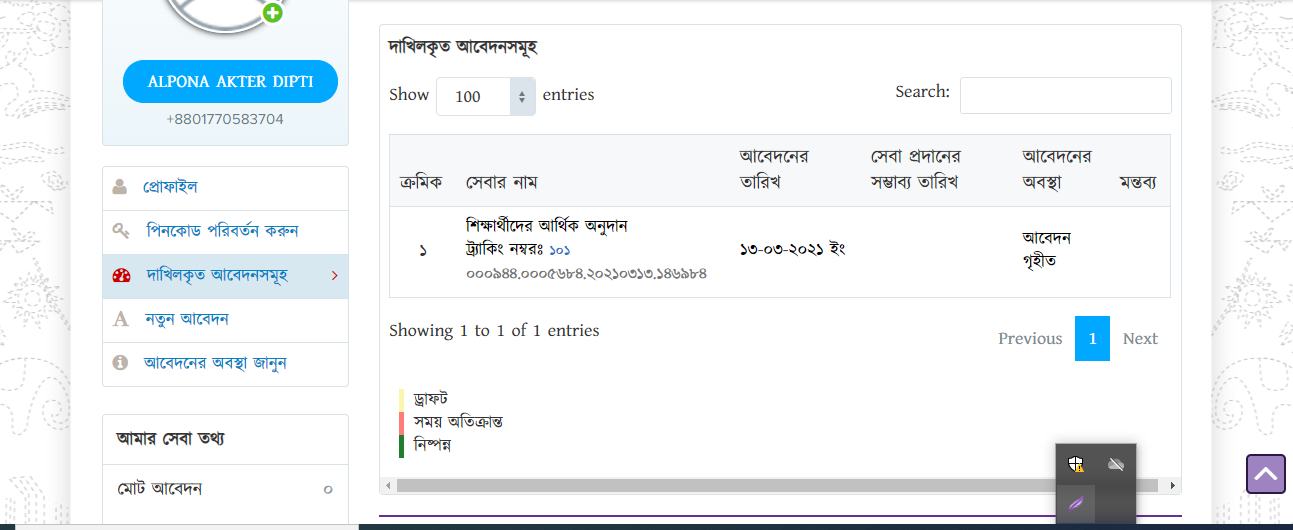 ALPONA AKTER DIPTI
+8801770583704
প্রোফাইল
পিনকোড পরিবর্তন করুন
দাখিলকৃত আবেদনসমূহ
নতুন আবেদন
আবেদনের অবস্থা জানুন
আমার সেবা তথ্য
মোট আবেদন ০
দাখিলকৃত আবেদনসমূহ
Show 100 entries
Search:
ক্রমিক সেবার নাম আবেদনের তারিখ সেবা প্রদানের সম্ভাব্য তারিখ আবেদনের অবস্থা মন্তব্য
শিক্ষার্থীদের আর্থিক অনুদান
১ ট্র্যাকিং নম্বরঃ ১০১ ১৩-০৩-২০২১ ইং আবেদন গৃহীত
০০০৯৪৪.০০০৫৬৮৪.২০২১০৩১৩.১৪৬৯৮৪
Showing 1 to 1 of 1 entries
Previous 1 Next
ড্রাফট
সময় অতিক্রান্ত
নিষ্পন্ন